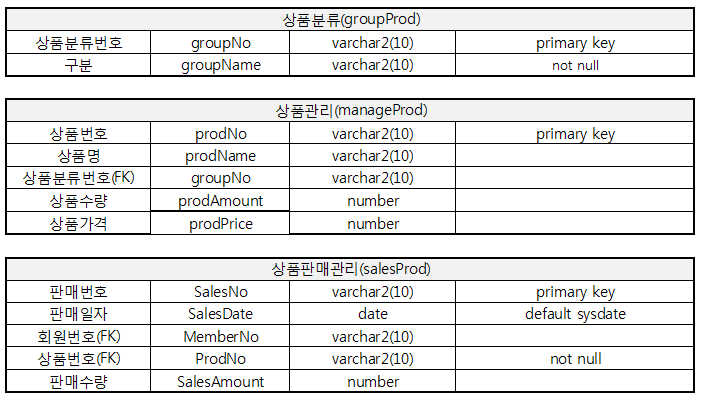 상품분류(groupProd)
상품분류번호 groupNo varchar2(10) primary key
구분 groupName varchar2(10) not null
상품관리(manageProd)
상품번호 prodNo varchar2(10) primary key
상품명 prodName varchar2(10)
상품분류번호(FK) groupNo varchar2(10)
상품수량 prodAmount number
상품가격 prodPrice number
상품판매관리(salesProd)
판매번호 SalesNo varchar2(10) primary key
판매일자 SalesDate date default sysdate
회원번호(FK) MemberNo varchar2(10)
상품번호(FK) ProdNo varchar2(10) not null
판매수량 SalesAmount number